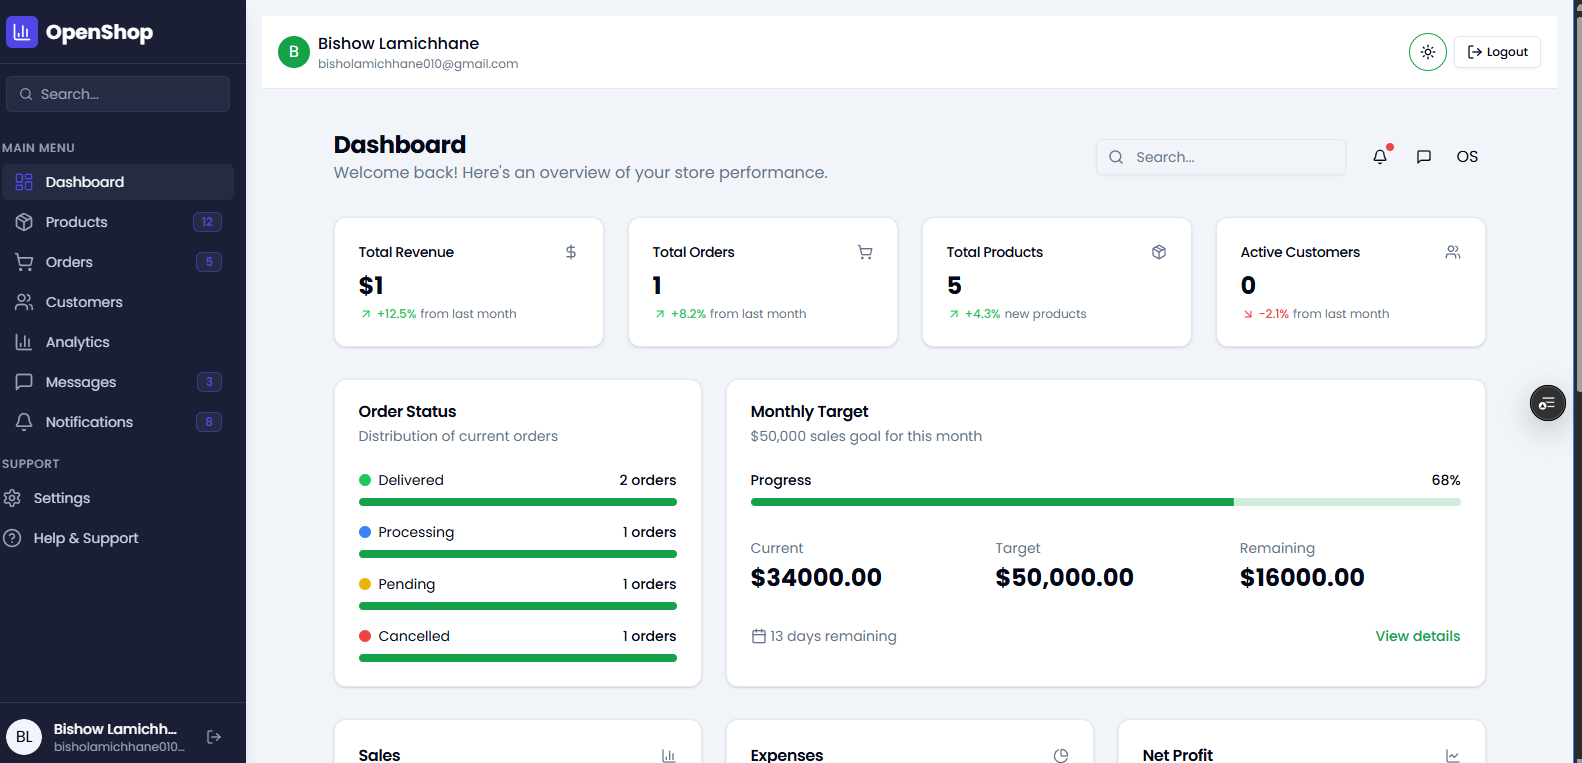 OpenShop
Search...
MAIN MENU
Dashboard
Products 12
Orders 5
Customers
Analytics
Messages 3
Notifications 8
SUPPORT
Settings
Help & Support
BL
Bishow Lamichh...
bisholamichhane010...
B
Bishow Lamichhane
bisholamichhane010@gmail.com
Logout
Dashboard
Welcome back! Here's an overview of your store performance.
Search...
OS
Total Revenue
$1
+12.5% from last month
Total Orders
1
+8.2% from last month
Total Products
5
+4.3% new products
Active Customers
0
-2.1% from last month
Order Status
Distribution of current orders
Delivered 2 orders
Processing 1 orders
Pending 1 orders
Cancelled 1 orders
Monthly Target
$50,000 sales goal for this month
Progress 68%
Current
$34000.00
Target
$50,000.00
Remaining
$16000.00
13 days remaining
View details
Sales
Expenses
Net Profit